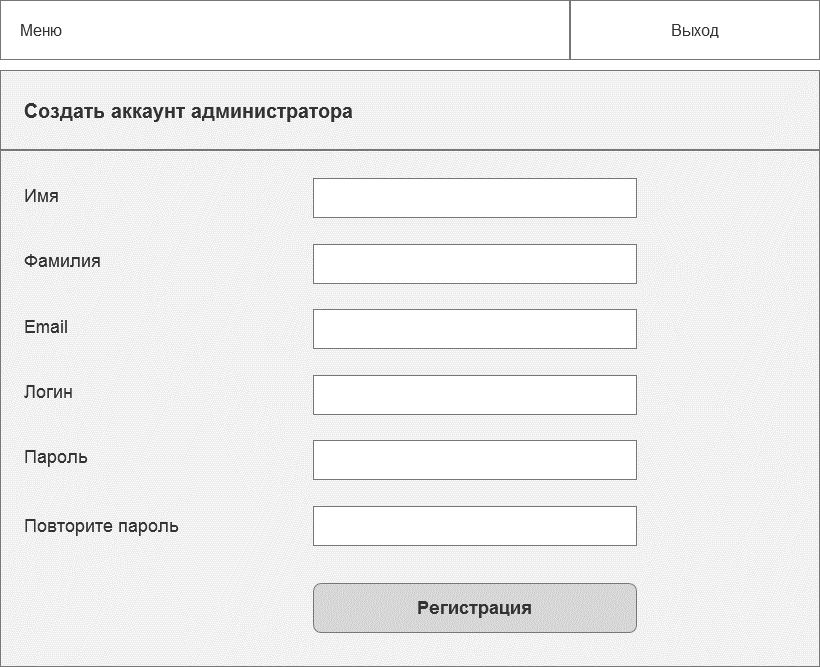 Меню
Выход
Создать аккаунт администратора
Имя
Фамилия
Email
Логин
Пароль
Повторите пароль
Регистрация